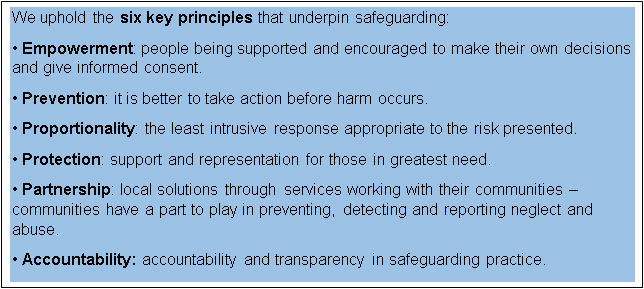 We uphold the six key principles that underpin safeguarding:
• Empowerment: people being supported and encouraged to make their own decisions
and give informed consent.
• Prevention: it is better to take action before harm occurs.
• Proportionality: the least intrusive response appropriate to the risk presented.
• Protection: support and representation for those in greatest need.
• Partnership: local solutions through services working with their communities –
communities have a part to play in preventing, detecting and reporting neglect and
abuse.
• Accountability: accountability and transparency in safeguarding practice.